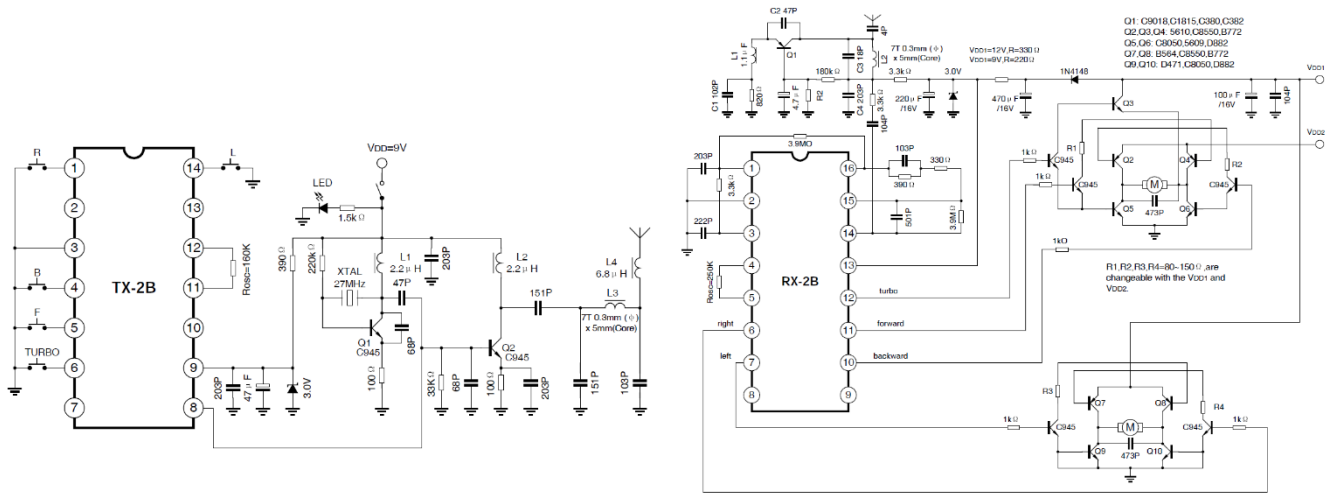 R
L
1
14
2
13
3
12
B
4
TX-2B
11
Rosc=160K
F
5
10
TURBO
6
9
7
8
203P
47μF
3.0V
VDD=9V
LED
1.5kΩ
390Ω
220kΩ
XTAL
27MHz
L1
2.2μH
47P
203P
L2
2.2μH
Q1
C945
68P
100Ω
33KΩ
68P
Q2
C945
100Ω
203P
151P
L4
6.8μH
L3
7T 0.3mm (Φ)
x 5mm(Core)
151P
103P
C2 47P
Q1
L1
1.1μF
C1 102P
820Ω
4.7μF
R2
180kΩ
4P
C3 18P
L2
7T 0.3mm (Φ)
x 5mm(Core)
C4 203P
3.3kΩ
104P
3.3kΩ
220μF
/16V
3.0V
VDD1=12V,R=330Ω
VDD1=9V,R=220Ω
470μF
/16V
1N4148
Q1: C9018,C1815,C380,C382
Q2,Q3,Q4: 5610,C8550,B772
Q5,Q6: C8050,5609,D882
Q7,Q8: B564,C8550,B772
Q9,Q10: D471,C8050,D882
VDD1
100μF
/16V
104P
VDD2
3.9MΩ
203P
3.3kΩ
222P
Rosc=250K
1
16
2
15
3
14
4
13
RX-2B
5
12
6
11
7
10
8
9
103P
390Ω
330Ω
501P
3.9MΩ
right
left
turbo
forward
backward
1kΩ
1kΩ
C945
C945
Q3
R1
Q2
Q4
R2
M
C945
Q5
Q6
473P
1kΩ
R1,R2,R3,R4=80~150Ω,are
changeable with the VDD1 and
VDD2.
R3
Q7
Q8
R4
1kΩ
C945
M
C945
1kΩ
473P
Q9
Q10